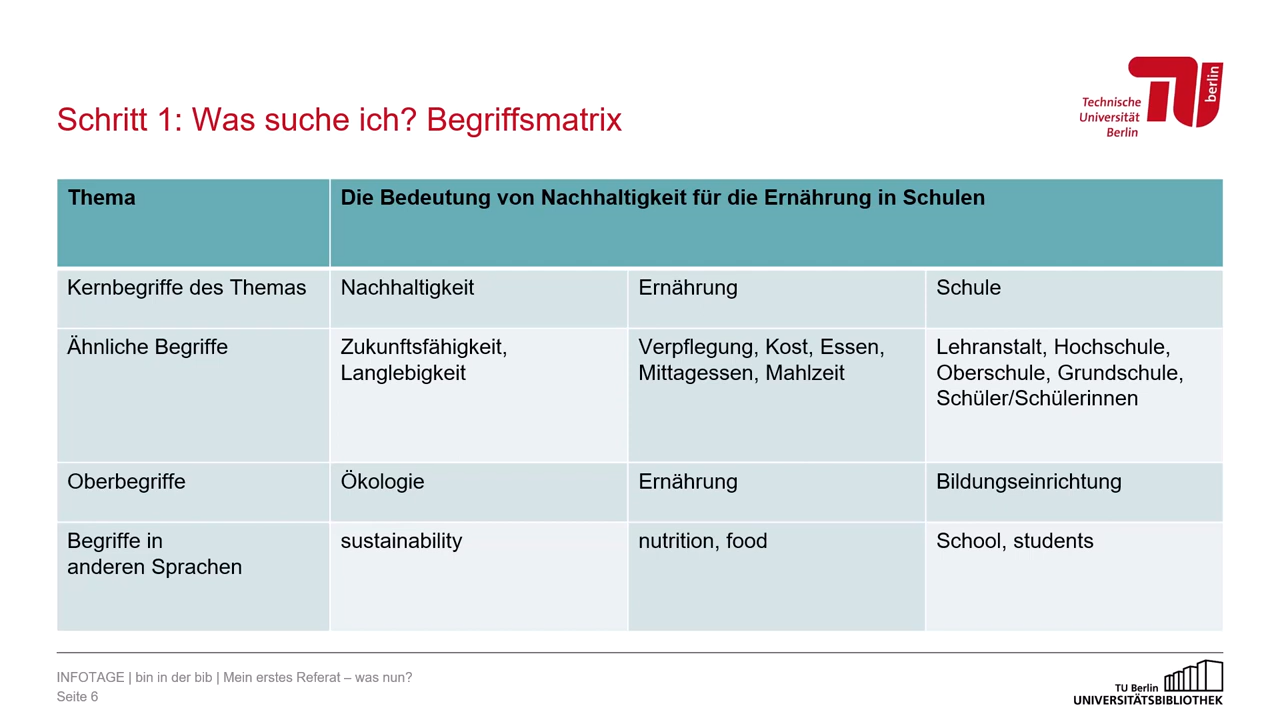 Technische
Universität
Berlin
berlin
Schritt 1: Was suche ich? Begriffsmatrix
Thema
Die Bedeutung von Nachhaltigkeit für die Ernährung in Schulen
Kernbegriffe des Themas
Nachhaltigkeit
Ernährung
Schule
Ähnliche Begriffe
Zukunftsfähigkeit,
Langlebigkeit
Verpflegung, Kost, Essen,
Mittagessen, Mahlzeit
Lehranstalt, Hochschule,
Oberschule, Grundschule,
Schüler/Schülerinnen
Oberbegriffe
Ökologie
Ernährung
Bildungseinrichtung
Begriffe in
anderen Sprachen
sustainability
nutrition, food
School, students
INFOTAGE | bin in der bib | Mein erstes Referat – was nun?
Seite 6
TU Berlin
UNIVERSITÄTSBIBLIOTHEK